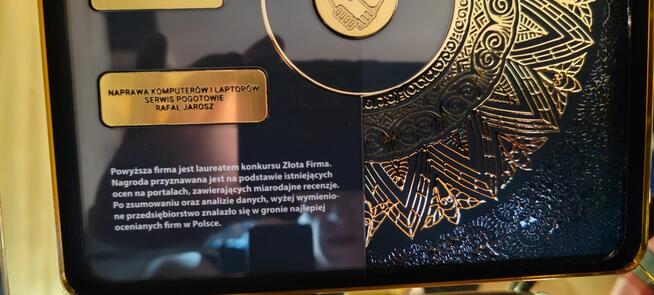 NAPRAWA KOMPUTERÓW I LAPTOPÓW
SERWIS POGOTOWIE
RAFAŁ JAROSZ
Powyższa firma jest laureatem konkursu Złota Firma.
Nagroda przyznawana jest na podstawie istniejących
ocen na portalach, zawierających miarodajne recenzje.
Po zsumowaniu oraz analizie danych, wyżej wymienio-
ne przedsiębiorstwo znalazło się w gronie najlepiej
ocenianych firm w Polsce.